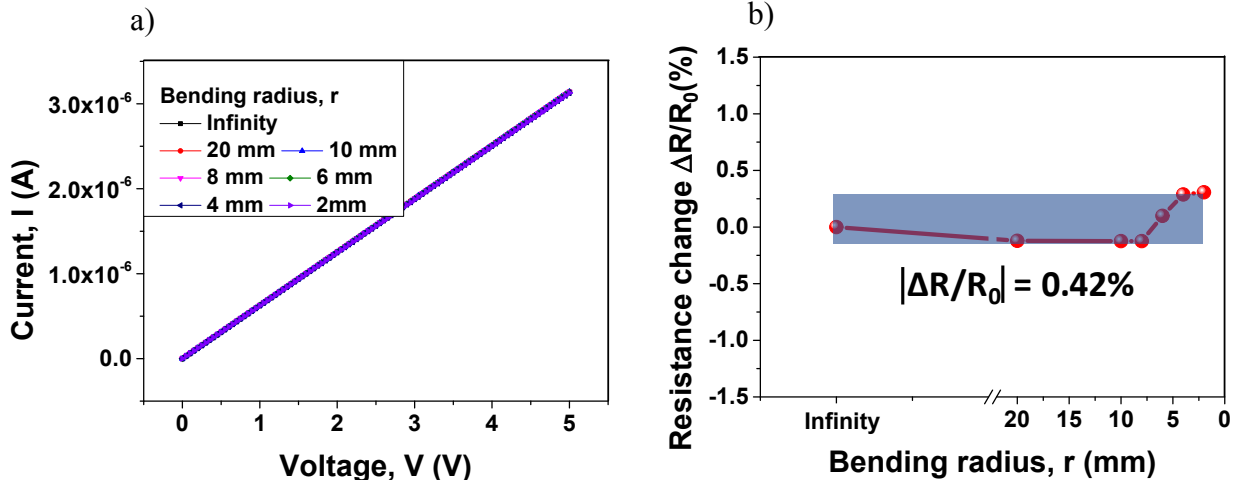 a)
Current, I (A)
3.0x10⁻⁶
2.0x10⁻⁶
1.0x10⁻⁶
0.0
Bending radius, r
Infinity
20 mm 10 mm
8 mm 6 mm
4 mm 2mm
0 1 2 3 4 5
Voltage, V (V)
b)
Resistance change ΔR/R₀(%)
1.5
1.0
0.5
0.0
-0.5
-1.0
-1.5
|ΔR/R₀| = 0.42%
Infinity 20 15 10 5 0
Bending radius, r (mm)